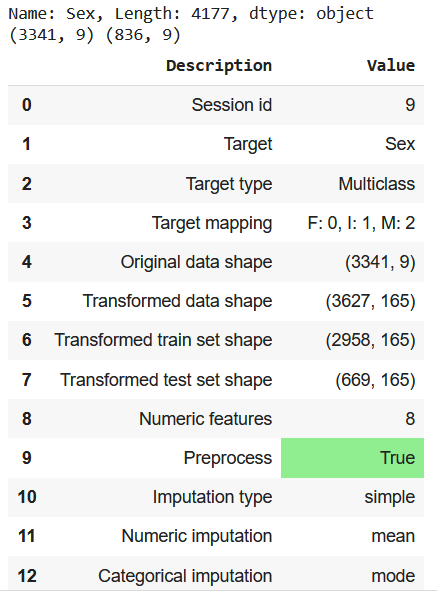 Name: Sex, Length: 4177, dtype: object
(3341, 9) (836, 9)
Description Value
0 Session id 9
1 Target Sex
2 Target type Multiclass
3 Target mapping F: 0, I: 1, M: 2
4 Original data shape (3341, 9)
5 Transformed data shape (3627, 165)
6 Transformed train set shape (2958, 165)
7 Transformed test set shape (669, 165)
8 Numeric features 8
9 Preprocess True
10 Imputation type simple
11 Numeric imputation mean
12 Categorical imputation mode